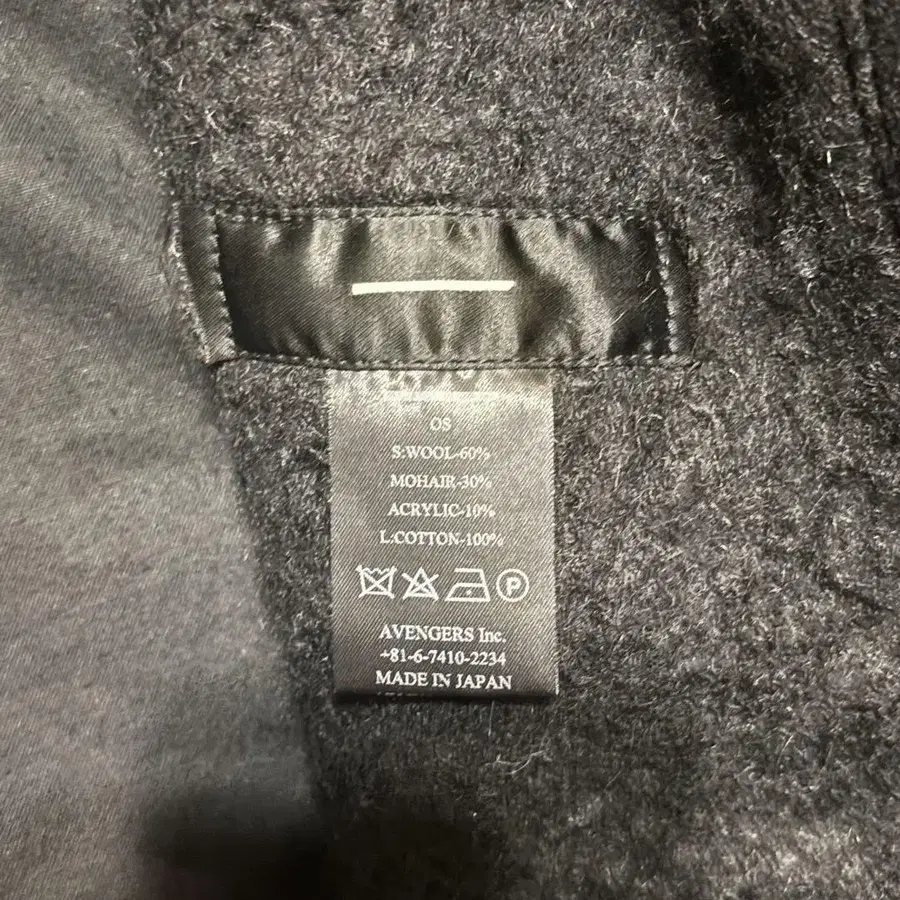 OS
S:WOOL-60%
MOHAIR-30%
ACRYLIC-10%
L:COTTON-100%
P
AVENGERS Inc.
+81-6-7410-2234
MADE IN JAPAN